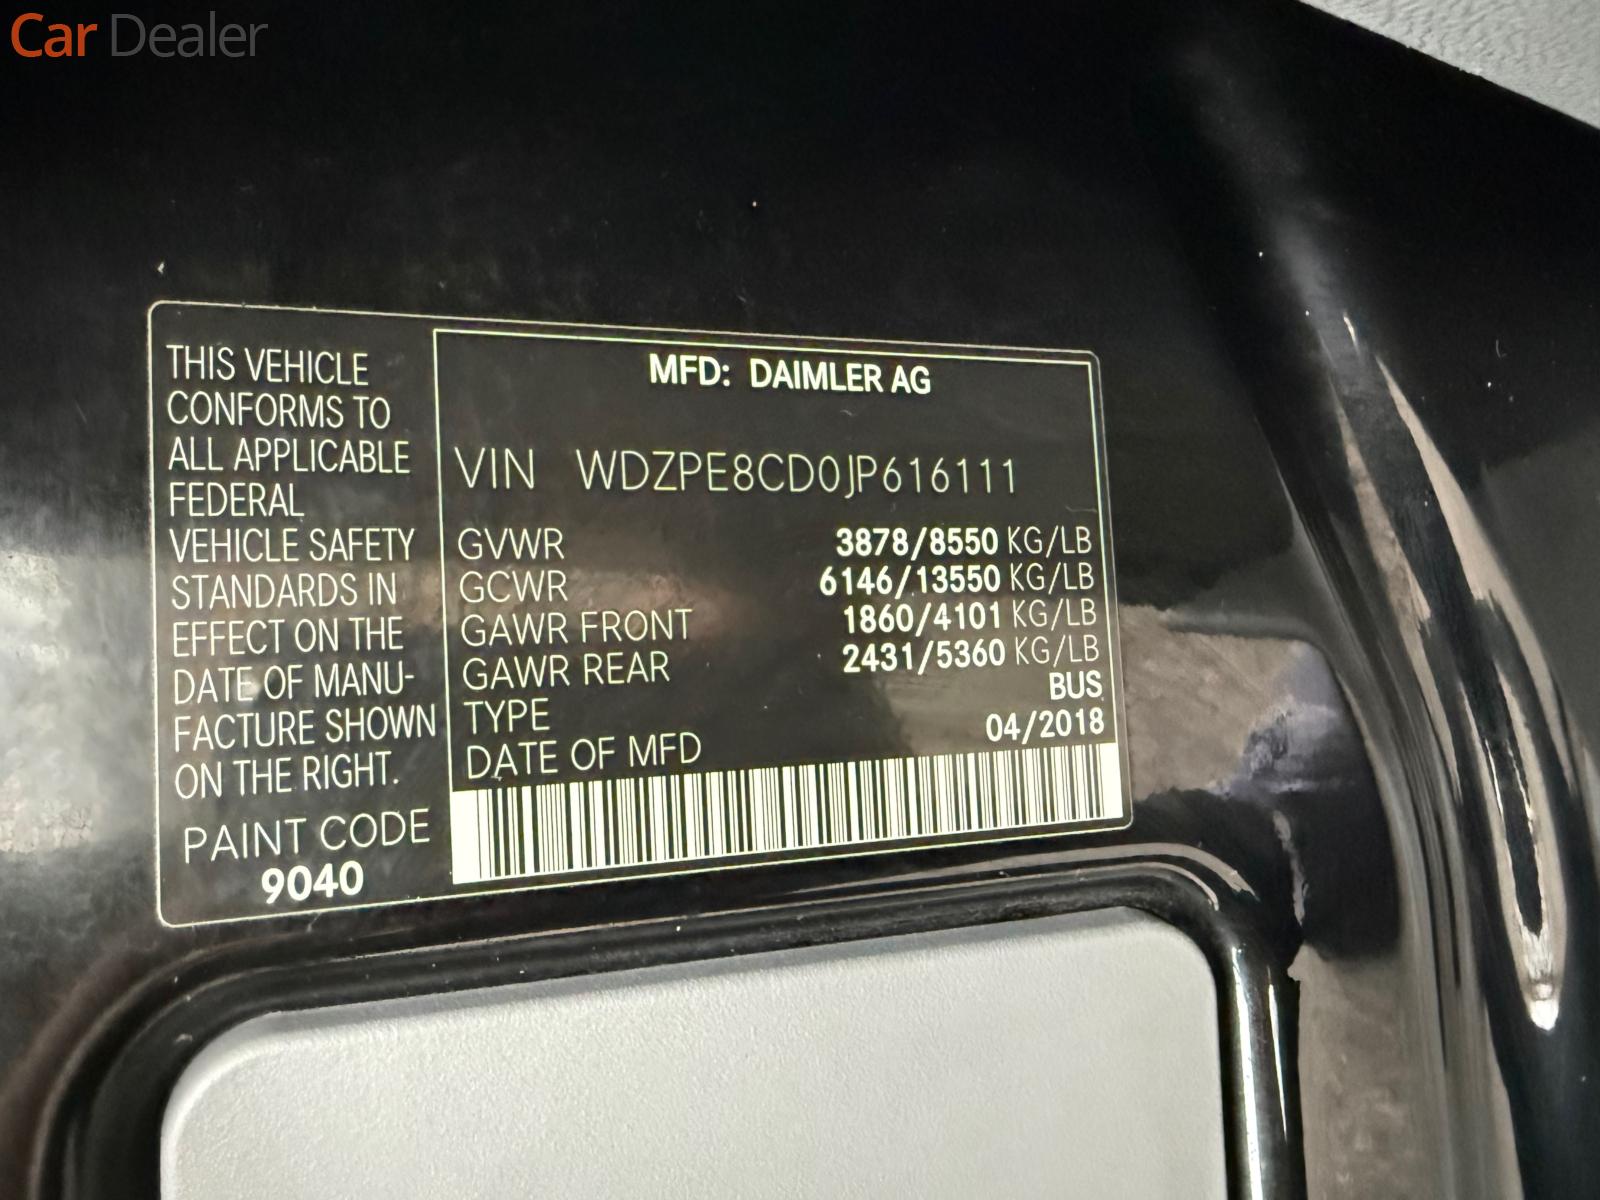 Car Dealer
THIS VEHICLE
CONFORMS TO
ALL APPLICABLE
FEDERAL
VEHICLE SAFETY
STANDARDS IN
EFFECT ON THE
DATE OF MANU-
FACTURE SHOWN
ON THE RIGHT.
PAINT CODE
9040
MFD: DAIMLER AG
VIN WDZPE8CD0JP616111
GVWR 3878/8550 KG/LB
GCWR 6146/13550 KG/LB
GAWR FRONT 1860/4101 KG/LB
GAWR REAR 2431/5360 KG/LB
TYPE BUS
DATE OF MFD 04/2018